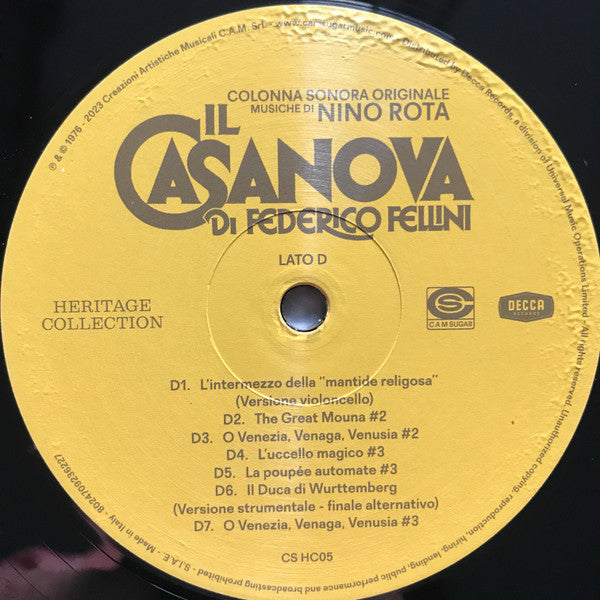 ℗ & © 1976 - 2023 Creazioni Artistiche Musicali C.A.M. Srl. - www.camsugarmusic.com - Distributed by Decca Records, a division of Universal Music Operations Limited - All rights reserved. Unauthorized copying, reproduction, hiring, lending, public performance and broadcasting prohibited - S.I.A.E. - Made in Italy - 8024709236227
COLONNA SONORA ORIGINALE
MUSICHE DI NINO ROTA
IL
CASANOVA
DI FEDERICO FELLINI
LATO D
HERITAGE
COLLECTION
CAM SUGAR
DECCA
RECORDS
D1. L'intermezzo della "mantide religosa"
(Versione violoncello)
D2. The Great Mouna #2
D3. O Venezia, Venaga, Venusia #2
D4. L'uccello magico #3
D5. La poupée automate #3
D6. Il Duca di Wurttemberg
(Versione strumentale - finale alternativo)
D7. O Venezia, Venaga, Venusia #3
CS HC05